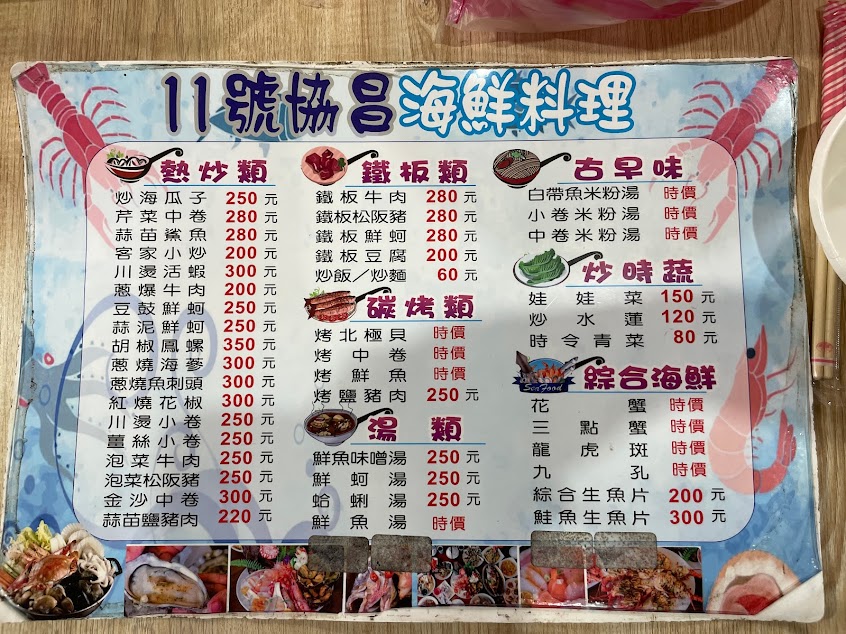 11號協昌海鮮料理
熱炒類
炒海瓜子 250元
芹菜中卷 280元
蒜苗鯊魚 280元
客家小炒 200元
川燙活蝦 300元
蔥爆牛肉 200元
豆鼓鮮蚵 250元
蒜泥鮮蚵 250元
胡椒鳳螺 350元
蔥燒海蔘 300元
蔥燒魚刺頭 300元
紅燒花椒 300元
川燙小卷 250元
薑絲小卷 250元
泡菜牛肉 250元
泡菜松阪豬 250元
金沙中卷 300元
蒜苗鹽豬肉 220元
鐵板類
鐵板牛肉 280元
鐵板松阪豬 280元
鐵板鮮蚵 280元
鐵板豆腐 200元
炒飯／炒麵 60元
碳烤類
烤北極貝 時價
烤中卷 時價
烤鮮魚 時價
烤鹽豬肉 250元
湯類
鮮魚味噌湯 250元
鮮蚵湯 250元
蛤蜊湯 250元
鮮魚湯 時價
古早味
白帶魚米粉湯 時價
小卷米粉湯 時價
中卷米粉湯 時價
炒時蔬
娃娃菜 150元
炒水蓮 120元
時令青菜 80元
Sea Food
綜合海鮮
花蟹 時價
三點蟹 時價
龍虎斑 時價
九孔 時價
綜合生魚片 200元
鮭魚生魚片 300元